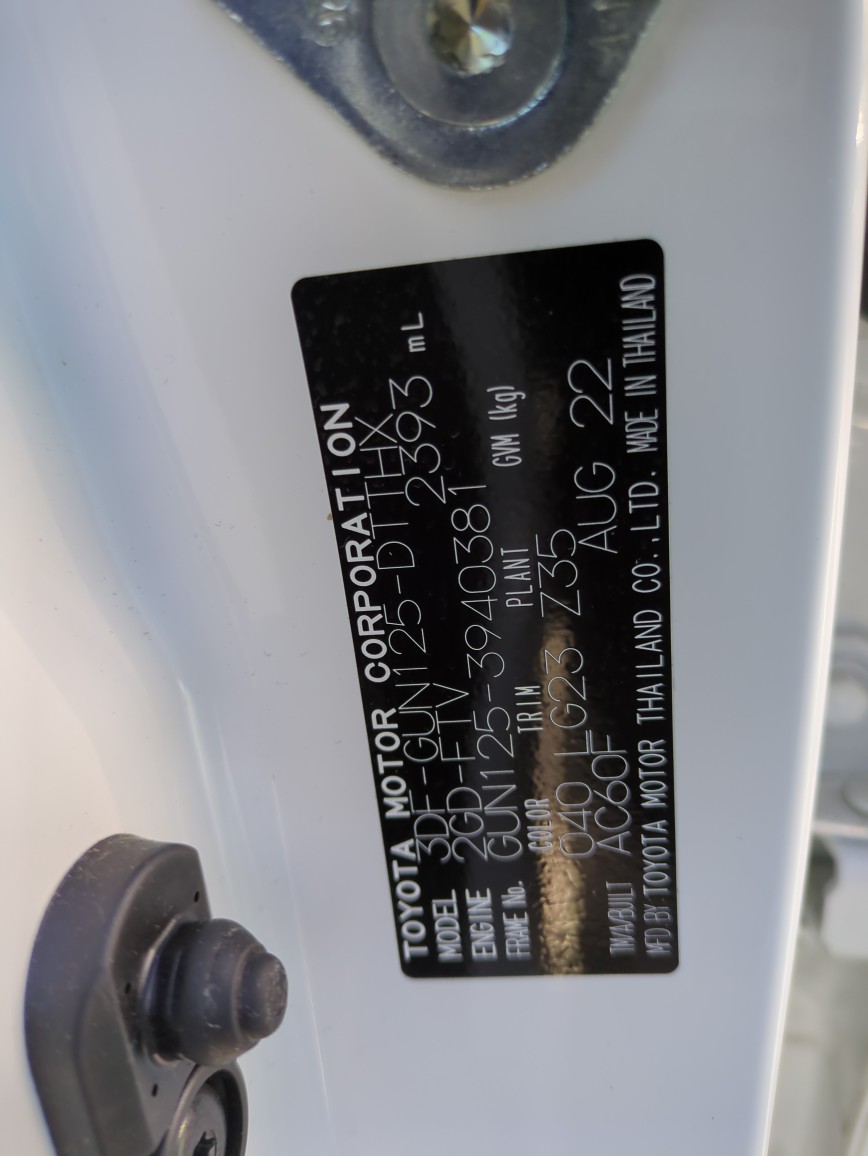 TOYOTA MOTOR CORPORATION
MODEL 3DF-GUN125-DTTHX
ENGINE 2GD-FTV 2393 mL
FRAME No. GUN125-3940381
COLOR TRIM PLANT GVM (kg)
040 LG23 Z35
TM/A/BUILT AC60F AUG 22
MFD BY TOYOTA MOTOR THAILAND CO.,LTD. MADE IN THAILAND